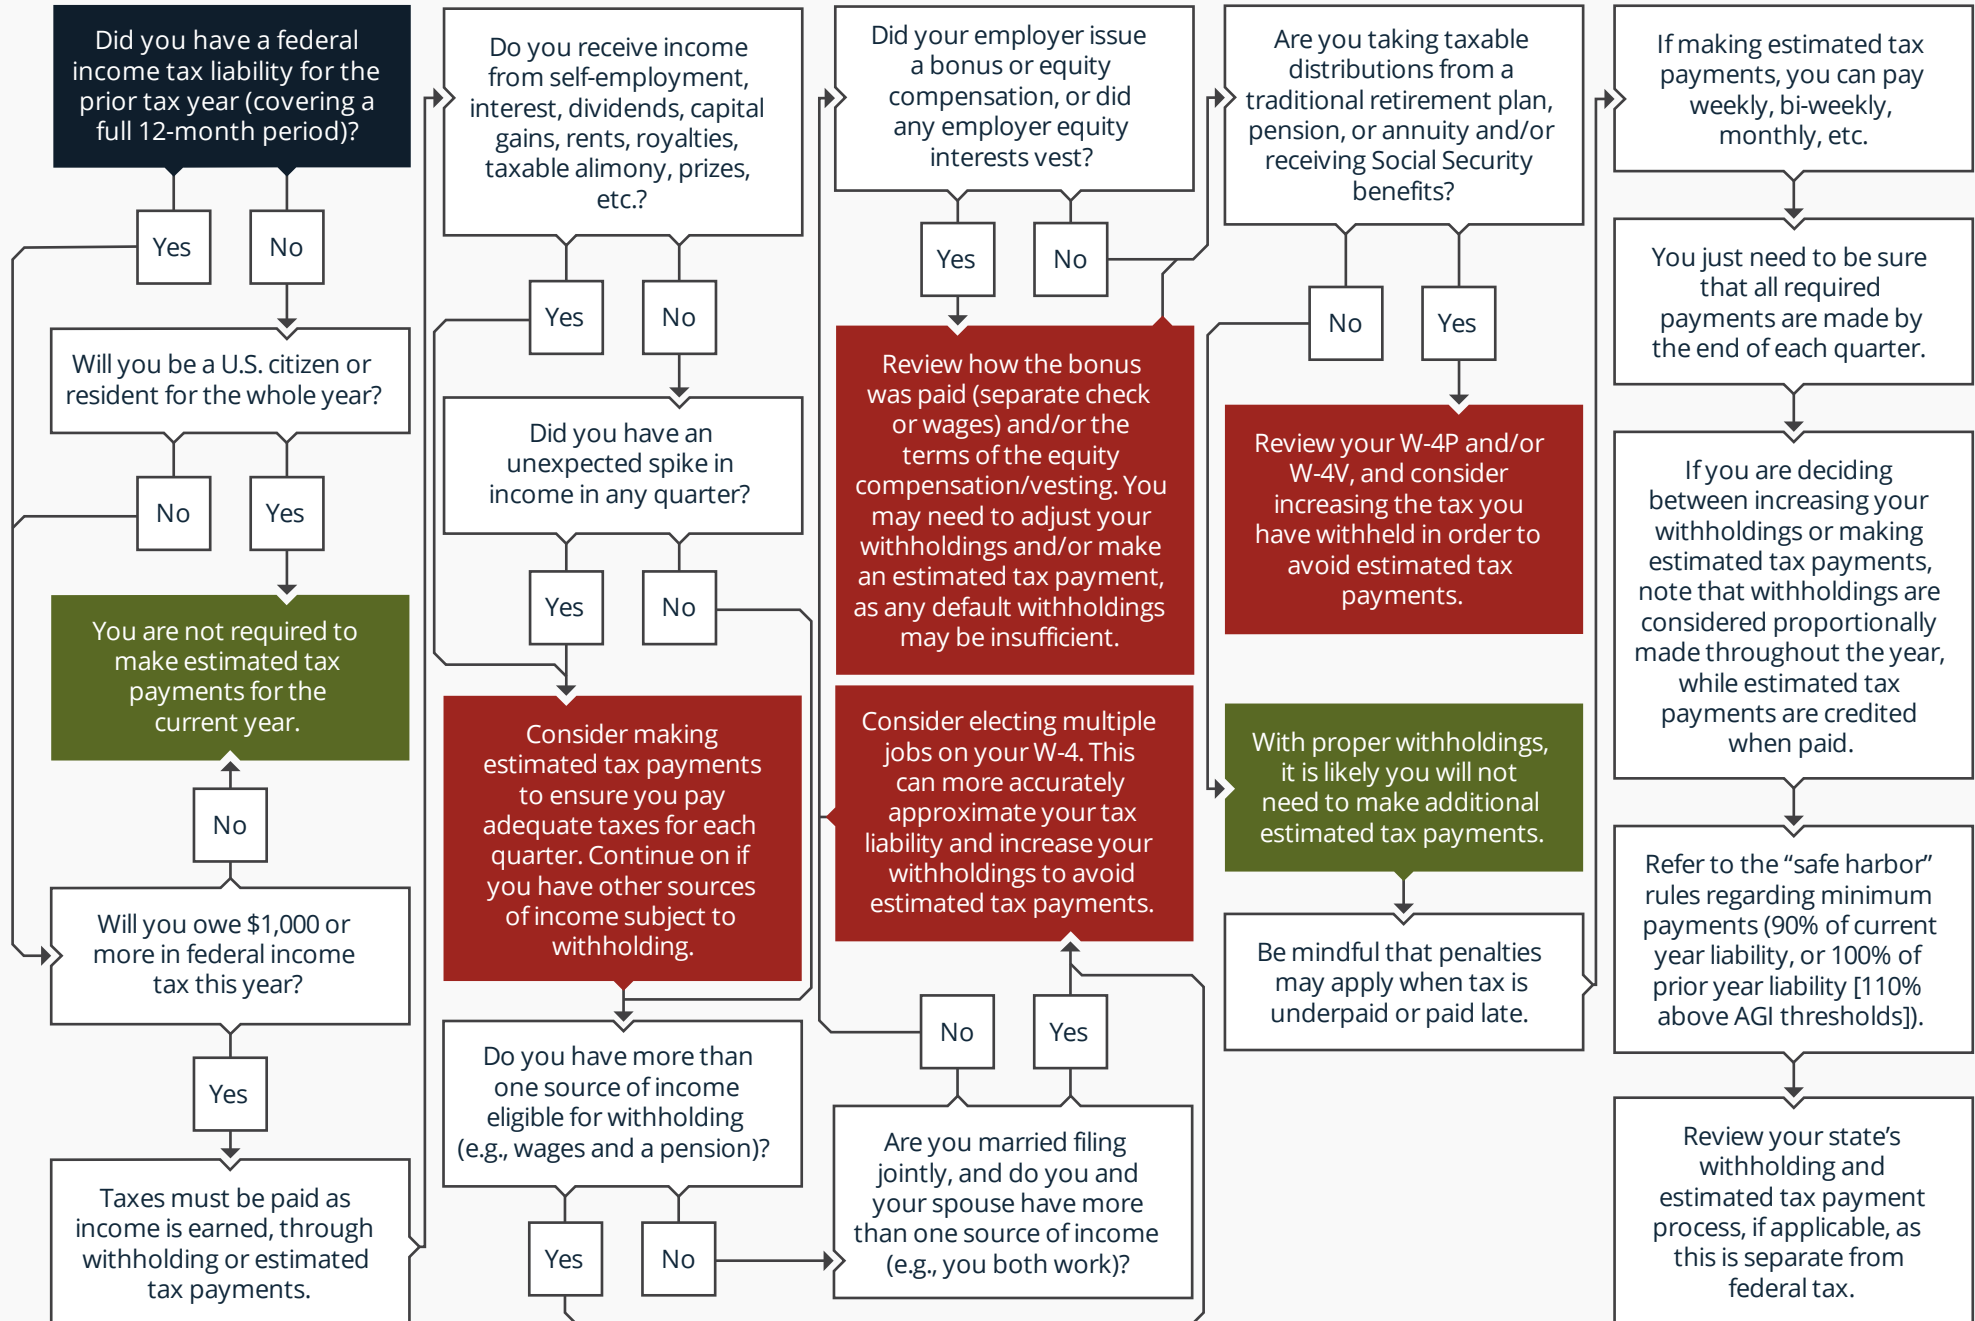 Did you have a federal
income tax liability for the
prior tax year (covering a
full 12-month period)?
Yes
No
Will you be a U.S. citizen or
resident for the whole year?
No
Yes
You are not required to
make estimated tax
payments for the
current year.
No
Will you owe $1,000 or
more in federal income
tax this year?
Yes
Taxes must be paid as
income is earned, through
withholding or estimated
tax payments.
Do you receive income
from self-employment,
interest, dividends, capital
gains, rents, royalties,
taxable alimony, prizes,
etc.?
Yes
No
Did you have an
unexpected spike in
income in any quarter?
Yes
No
Consider making
estimated tax payments
to ensure you pay
adequate taxes for each
quarter. Continue on if
you have other sources
of income subject to
withholding.
Do you have more than
one source of income
eligible for withholding
(e.g., wages and a pension)?
Yes
No
Did your employer issue
a bonus or equity
compensation, or did
any employer equity
interests vest?
Yes
No
Review how the bonus
was paid (separate check
or wages) and/or the
terms of the equity
compensation/vesting. You
may need to adjust your
withholdings and/or make
an estimated tax payment,
as any default withholdings
may be insufficient.
Consider electing multiple
jobs on your W-4. This
can more accurately
approximate your tax
liability and increase your
withholdings to avoid
estimated tax payments.
No
Yes
Are you married filing
jointly, and do you and
your spouse have more
than one source of income
(e.g., you both work)?
Are you taking taxable
distributions from a
traditional retirement plan,
pension, or annuity and/or
receiving Social Security
benefits?
No
Yes
Review your W-4P and/or
W-4V, and consider
increasing the tax you
have withheld in order to
avoid estimated tax
payments.
With proper withholdings,
it is likely you will not
need to make additional
estimated tax payments.
Be mindful that penalties
may apply when tax is
underpaid or paid late.
If making estimated tax
payments, you can pay
weekly, bi-weekly,
monthly, etc.
You just need to be sure
that all required
payments are made by
the end of each quarter.
If you are deciding
between increasing your
withholdings or making
estimated tax payments,
note that withholdings are
considered proportionally
made throughout the year,
while estimated tax
payments are credited
when paid.
Refer to the “safe harbor”
rules regarding minimum
payments (90% of current
year liability, or 100% of
prior year liability [110%
above AGI thresholds]).
Review your state’s
withholding and
estimated tax payment
process, if applicable, as
this is separate from
federal tax.